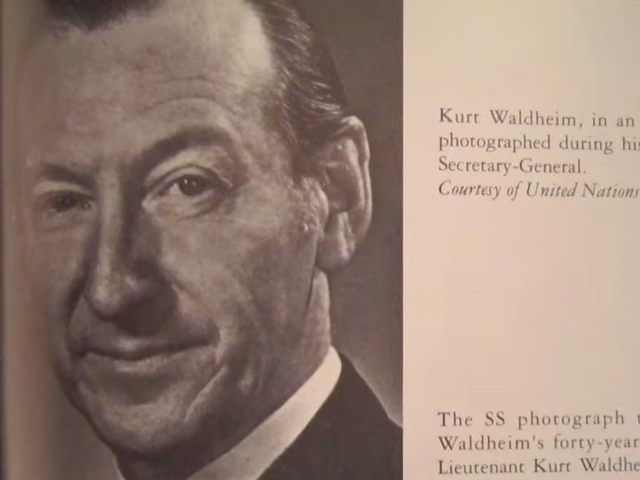 Kurt Waldheim, in an
photographed during his
Secretary-General.
Courtesy of United Nations
The SS photograph
Waldheim's forty-year
Lieutenant Kurt